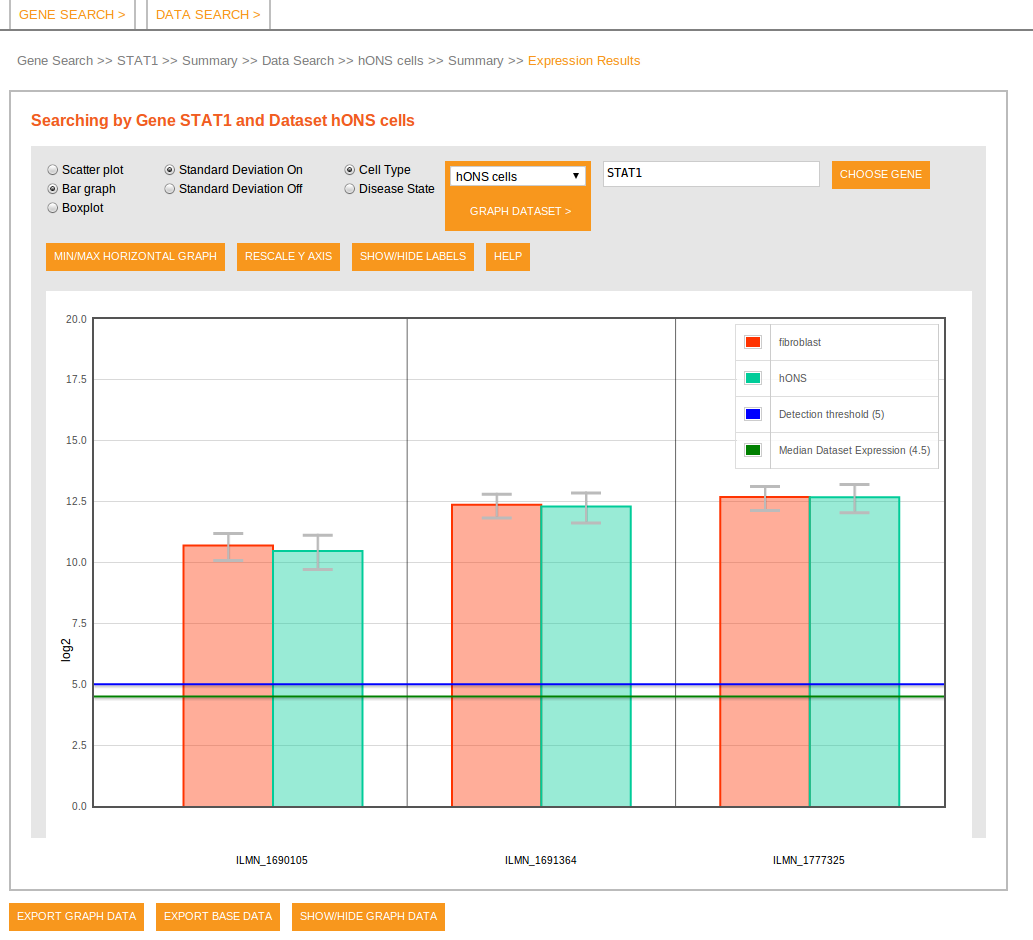 GENE SEARCH > DATA SEARCH >
Gene Search >> STAT1 >> Summary >> Data Search >> hONS cells >> Summary >> Expression Results
Searching by Gene STAT1 and Dataset hONS cells
Scatter plot
Bar graph
Boxplot
Standard Deviation On
Standard Deviation Off
Cell Type
Disease State
hONS cells
GRAPH DATASET >
STAT1
CHOOSE GENE
MIN/MAX HORIZONTAL GRAPH
RESCALE Y AXIS
SHOW/HIDE LABELS
HELP
20.0
17.5
15.0
12.5
10.0
7.5
5.0
2.5
0.0
log2
fibroblast
hONS
Detection threshold (5)
Median Dataset Expression (4.5)
ILMN_1690105 ILMN_1691364 ILMN_1777325
EXPORT GRAPH DATA
EXPORT BASE DATA
SHOW/HIDE GRAPH DATA